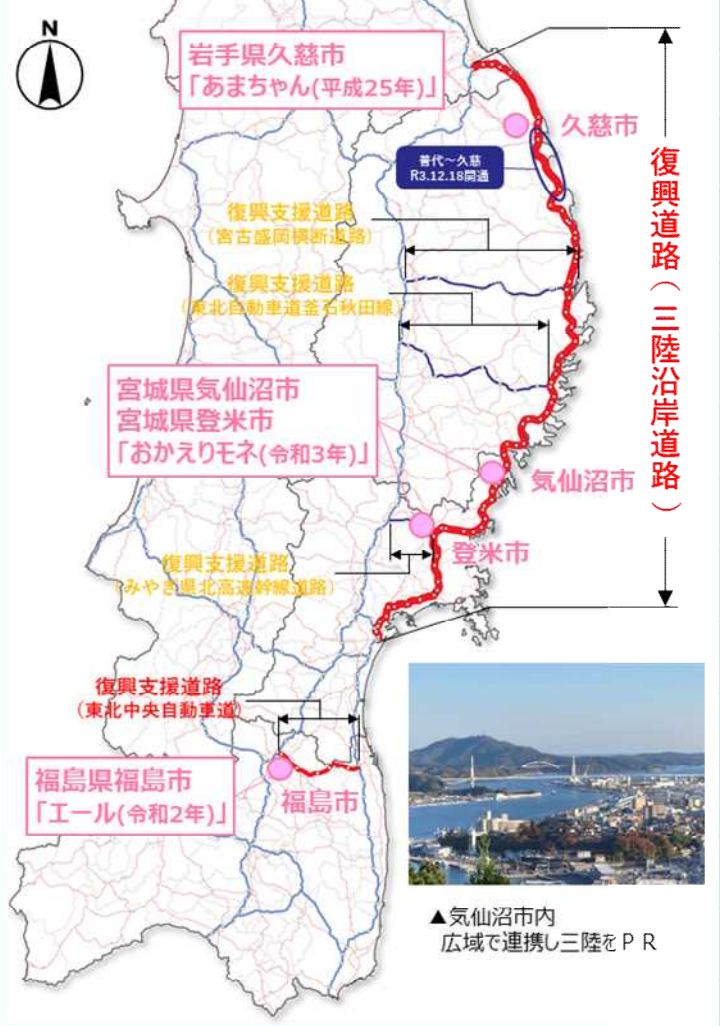 N
岩手県久慈市
「あまちゃん(平成25年)」
久慈市
普代～久慈
R3.12.18開通
復興道路(三陸沿岸道路)
復興支援道路
(宮古盛岡横断道路)
復興支援道路
(東北自動車道釜石秋田線)
宮城県気仙沼市
宮城県登米市
「おかえりモネ(令和3年)」
気仙沼市
登米市
復興支援道路
(みやぎ県北高速幹線道路)
復興支援道路
(東北中央自動車道)
福島県福島市
「エール(令和2年)」
福島市
▲気仙沼市内
広域で連携し三陸をＰＲ